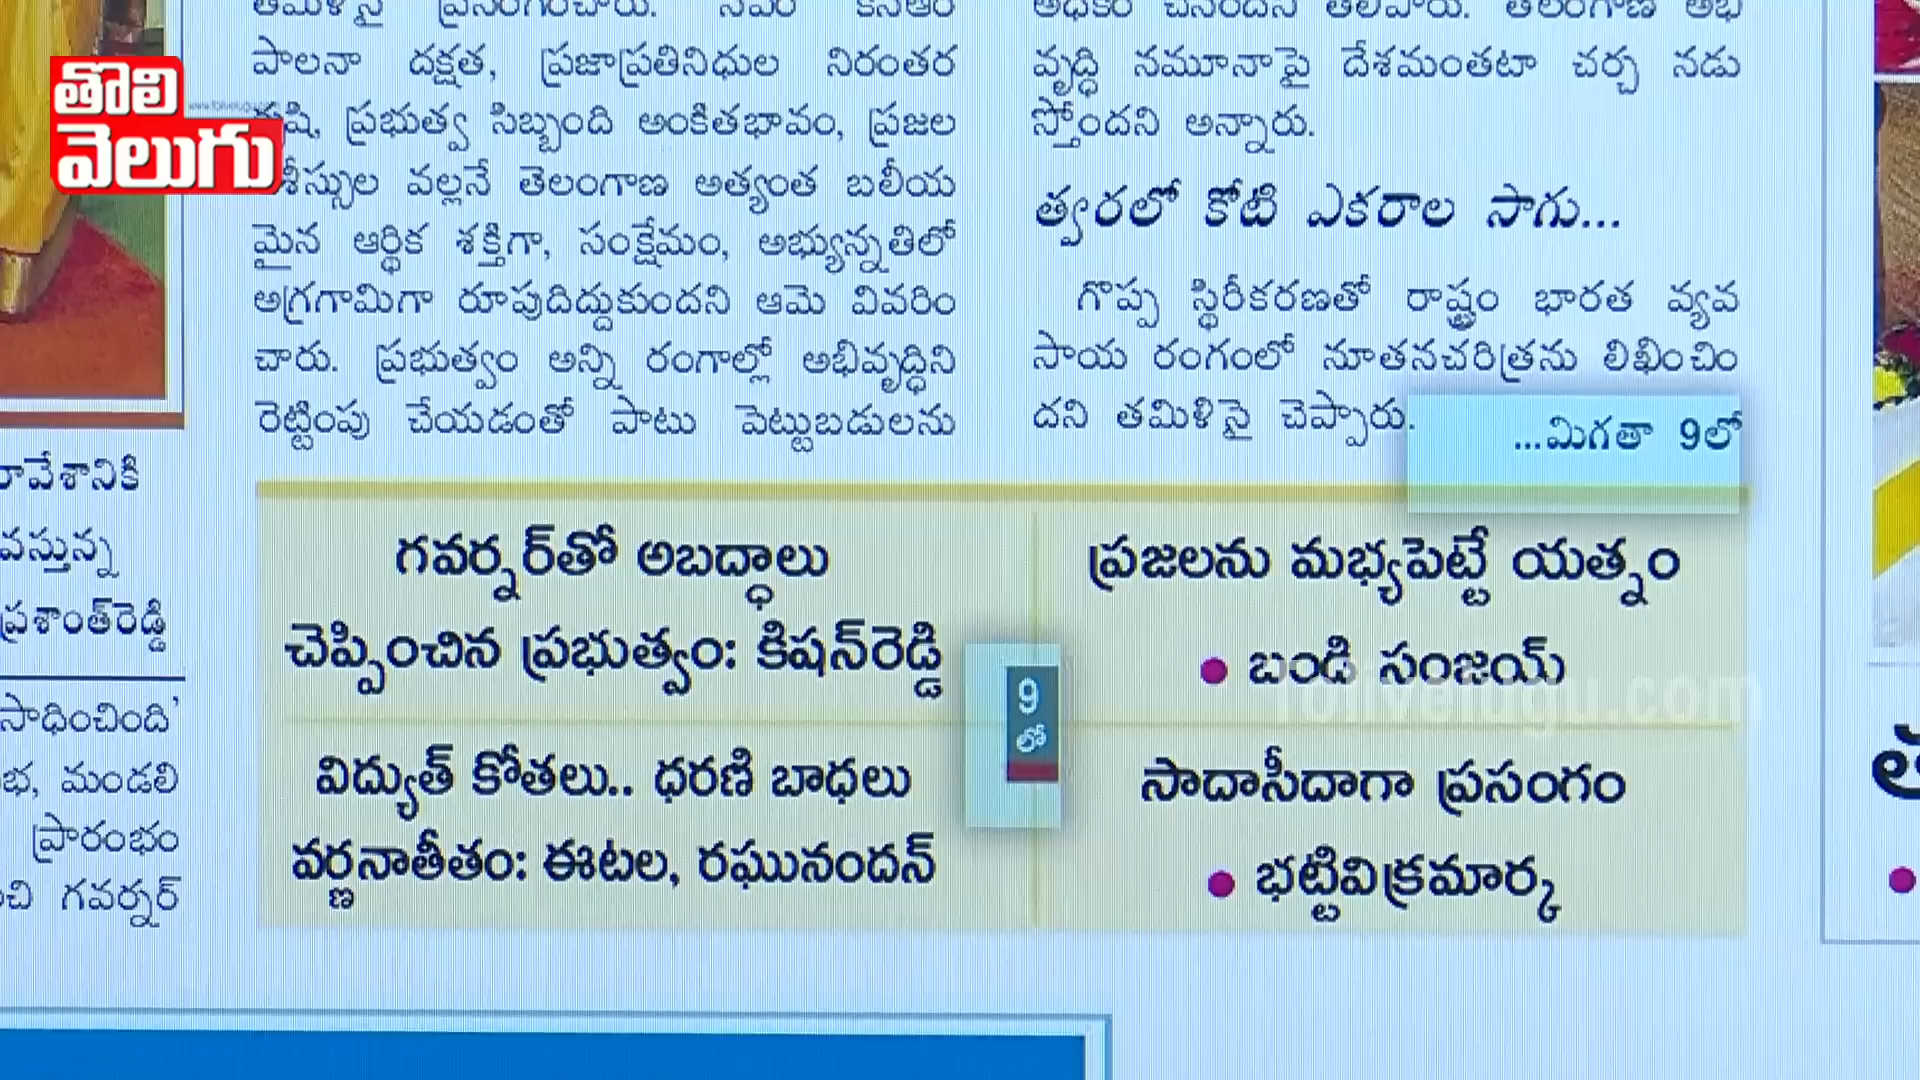 తొలి
వెలుగు
పాలనా దక్షత, ప్రజాప్రతినిధుల నిరంతర
ప్రభుత్వ సిబ్బంది అంకితభావం, ప్రజల
వల్లనే తెలంగాణ అత్యంత బలీయ
మైన ఆర్థిక శక్తిగా, సంక్షేమం, అభ్యున్నతిలో
అగ్రగామిగా రూపుదిద్దుకుందని ఆమె వివరిం
చారు. ప్రభుత్వం అన్ని రంగాల్లో అభివృద్ధిని
రెట్టింపు చేయడంతో పాటు పెట్టుబడులను
వృద్ధి నమూనాపై దేశమంతటా చర్చ నడు
స్తోందని అన్నారు.
త్వరలో కోటి ఎకరాల సాగు...
గొప్ప స్థిరీకరణతో రాష్ట్రం భారత వ్యవ
సాయ రంగంలో నూతనచరిత్రను లిఖించిం
దని తమిళిసై చెప్పారు.
...మిగతా 9లో
గవర్నర్‌తో అబద్ధాలు
చెప్పించిన ప్రభుత్వం: కిషన్‌రెడ్డి
ప్రజలను మభ్యపెట్టే యత్నం
● బండి సంజయ్
9
లో
విద్యుత్ కోతలు.. ధరణి బాధలు
వర్ణనాతీతం: ఈటల, రఘునందన్
సాదాసీదాగా ప్రసంగం
● భట్టివిక్రమార్క
వస్తున్న
ప్రశాంత్‌రెడ్డి
సాధించింది'
మండలి
ప్రారంభం
గవర్నర్
Tolivelugu.com